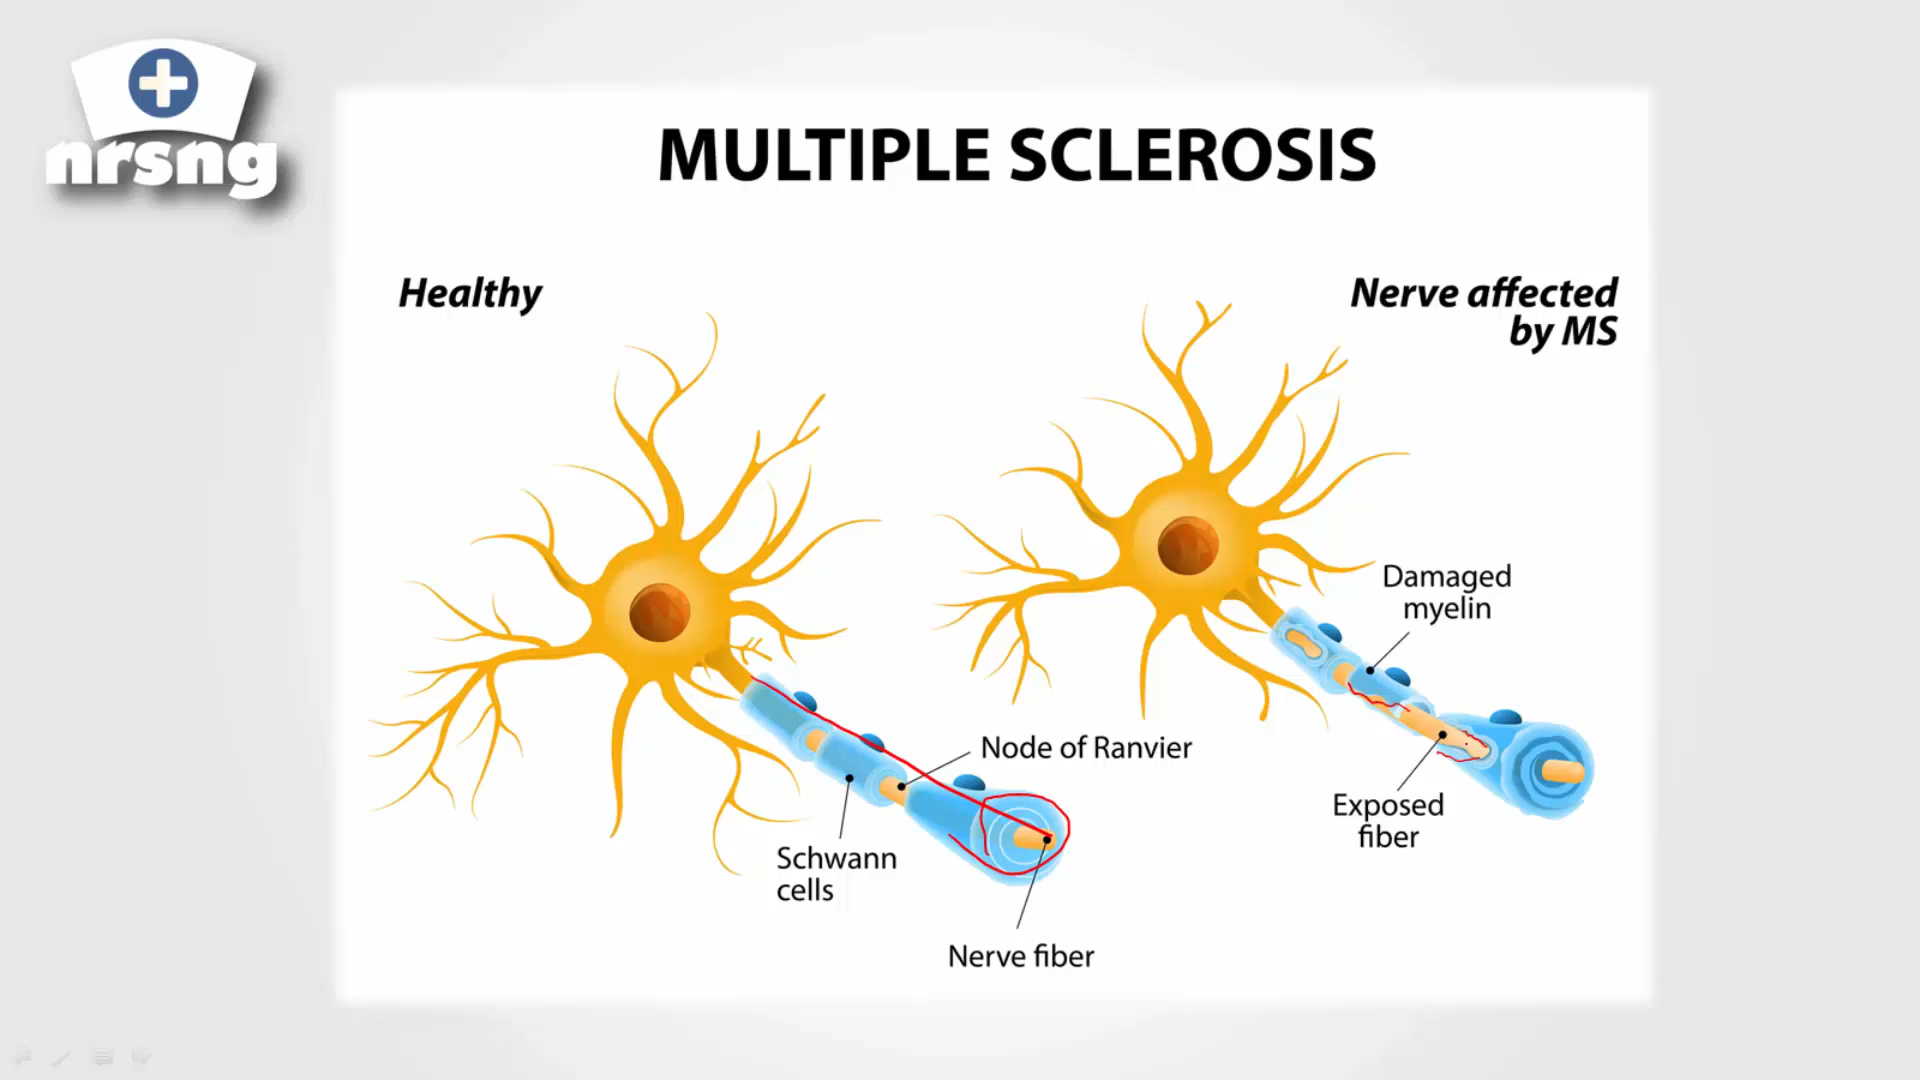 nrsng
MULTIPLE SCLEROSIS
Healthy
Nerve affected
by MS
Damaged
myelin
Node of Ranvier
Exposed
fiber
Schwann
cells
Nerve fiber